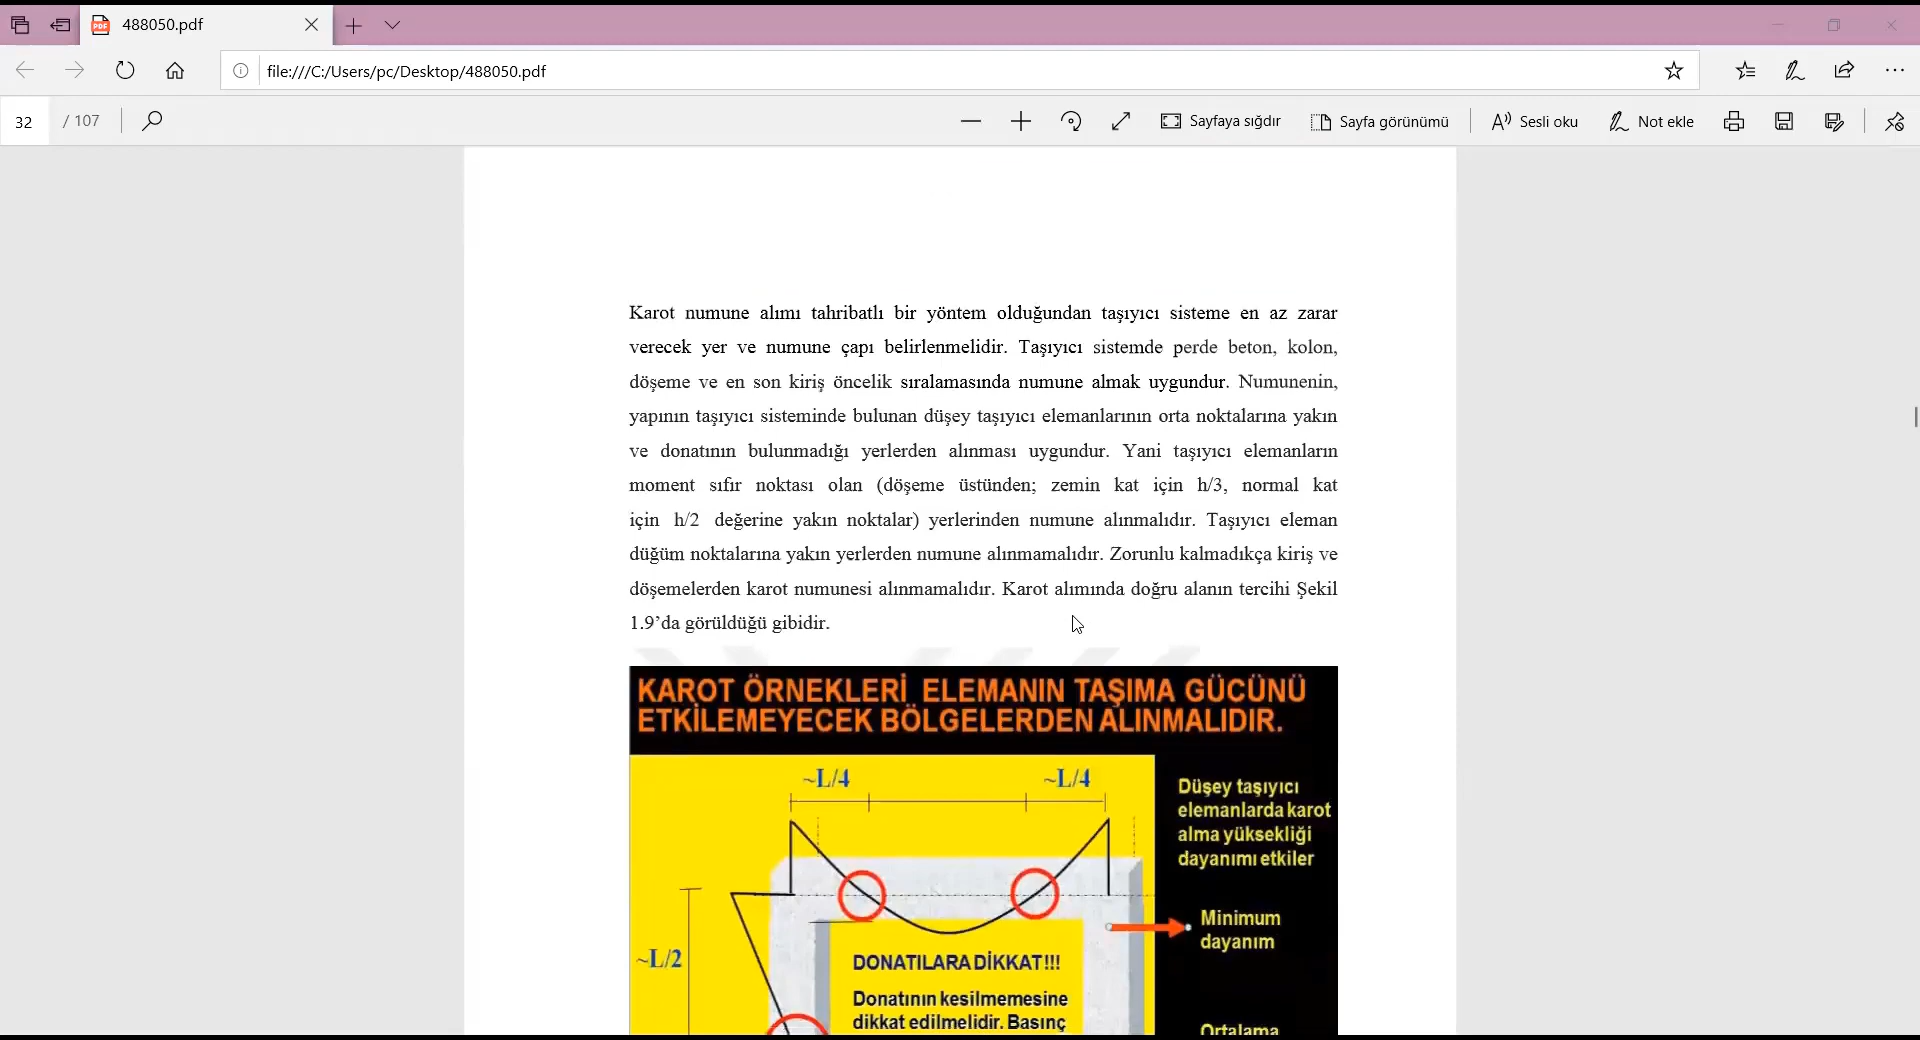 488050.pdf
file:///C:/Users/pc/Desktop/488050.pdf
32 / 107
Sayfaya sığdır
Sayfa görünümü
Sesli oku
Not ekle
Karot numune alımı tahribatlı bir yöntem olduğundan taşıyıcı sisteme en az zarar
verecek yer ve numune çapı belirlenmelidir. Taşıyıcı sistemde perde beton, kolon,
döşeme ve en son kiriş öncelik sıralamasında numune almak uygundur. Numunenin,
yapının taşıyıcı sisteminde bulunan düşey taşıyıcı elemanlarının orta noktalarına yakın
ve donatının bulunmadığı yerlerden alınması uygundur. Yani taşıyıcı elemanların
moment sıfır noktası olan (döşeme üstünden; zemin kat için h/3, normal kat
için h/2 değerine yakın noktalar) yerlerinden numune alınmalıdır. Taşıyıcı eleman
düğüm noktalarına yakın yerlerden numune alınmamalıdır. Zorunlu kalmadıkça kiriş ve
döşemelerden karot numunesi alınmamalıdır. Karot alımında doğru alanın tercihi Şekil
1.9’da görüldüğü gibidir.
KAROT ÖRNEKLERİ ELEMANIN TAŞIMA GÜCÜNÜ
ETKİLEMEYECEK BÖLGELERDEN ALINMALIDIR.
~L/4
~L/4
Düşey taşıyıcı
elemanlarda karot
alma yüksekliği
dayanımı etkiler
Minimum
dayanım
~L/2
DONATILARA DİKKAT!!!
Donatının kesilmemesine
dikkat edilmelidir. Basınç
Ortalama